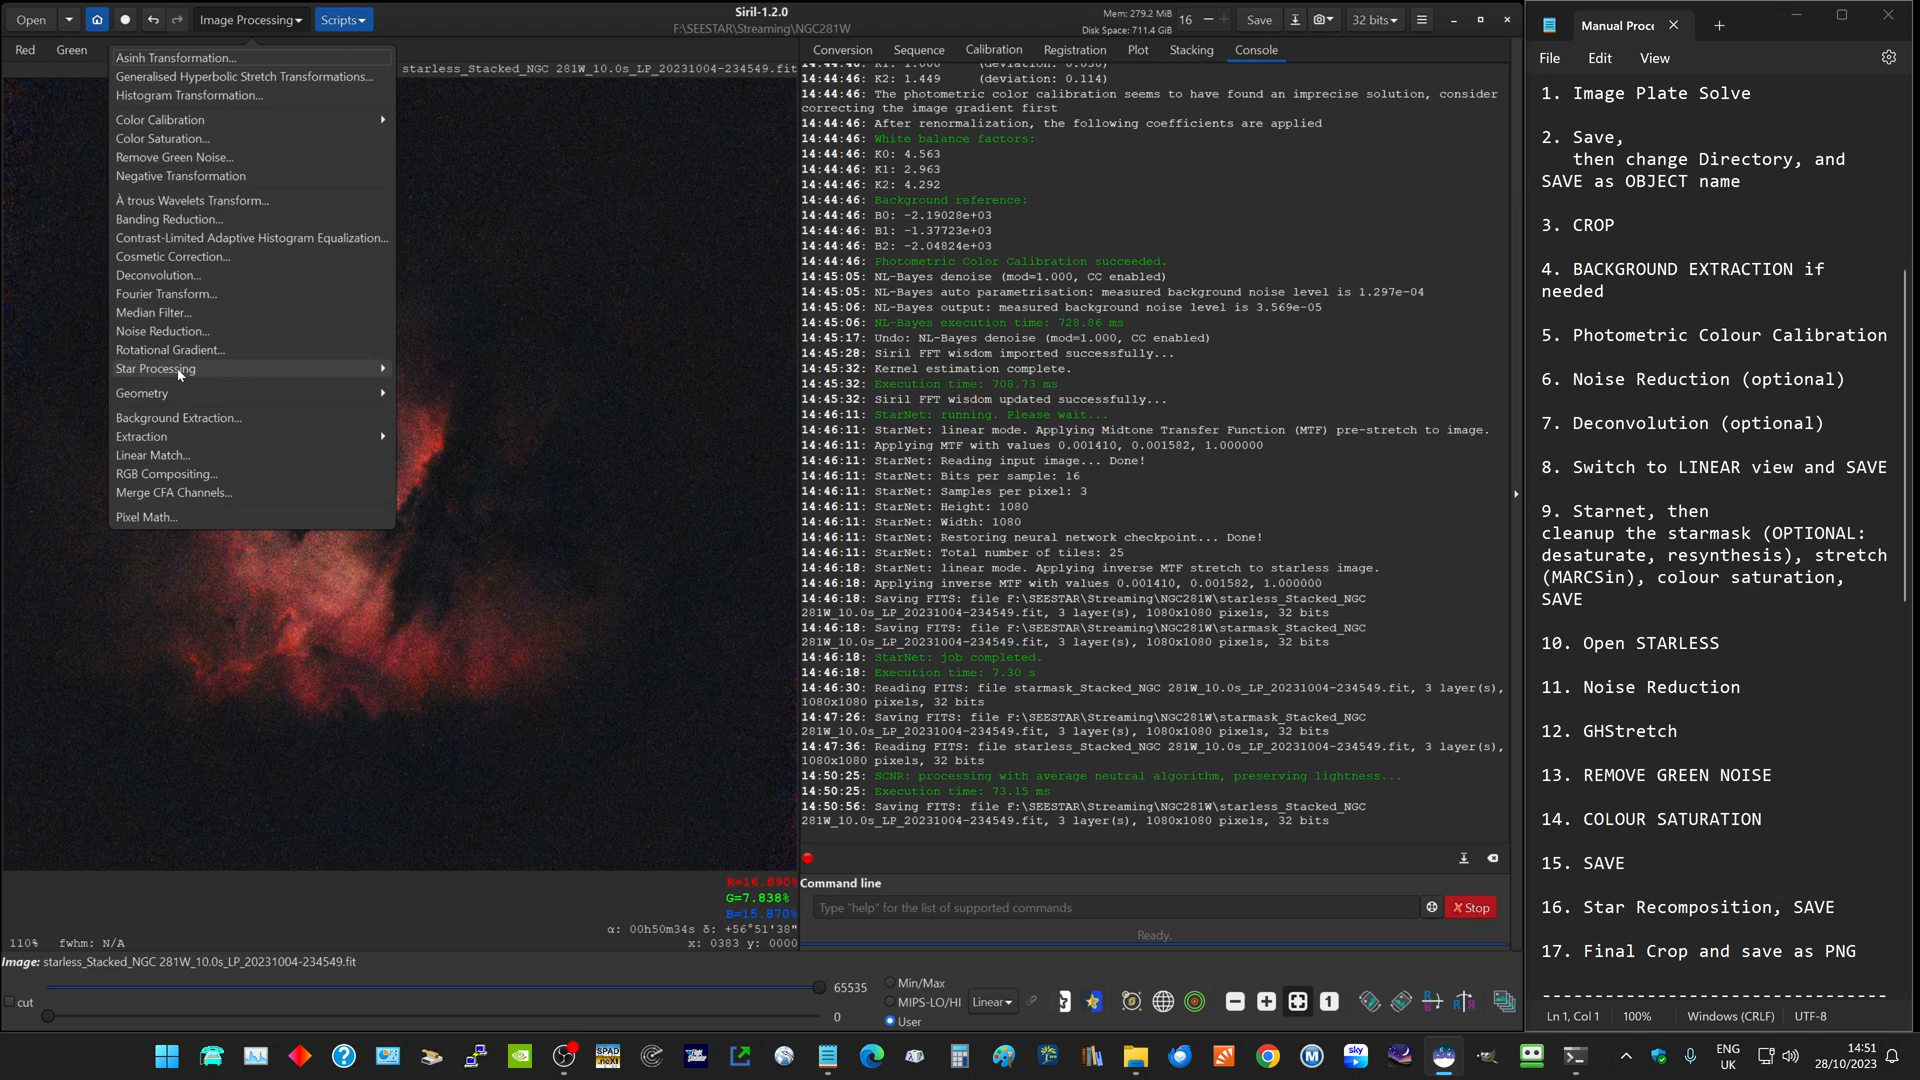 Open
Image Processing
Scripts
Siril-1.2.0
F:\SEESTAR\Streaming\NGC281W
Mem: 279.2 MiB
Disk Space: 711.4 GiB
16
Save
32 bits
Red
Green
Conversion
Sequence
Calibration
Registration
Plot
Stacking
Console
starless_Stacked_NGC 281W_10.0s_LP_20231004-234549.fit
Asinh Transformation...
Generalised Hyperbolic Stretch Transformations...
Histogram Transformation...
Color Calibration
Color Saturation...
Remove Green Noise...
Negative Transformation
À trous Wavelets Transform...
Banding Reduction...
Contrast-Limited Adaptive Histogram Equalization...
Cosmetic Correction...
Deconvolution...
Fourier Transform...
Median Filter...
Noise Reduction...
Rotational Gradient...
Star Processing
Geometry
Background Extraction...
Extraction
Linear Match...
RGB Compositing...
Merge CFA Channels...
Pixel Math...
14:44:46: K2: 1.449 (deviation: 0.114)
14:44:46: The photometric color calibration seems to have found an imprecise solution, consider
correcting the image gradient first
14:44:46: After renormalization, the following coefficients are applied
14:44:46: White balance factors:
14:44:46: K0: 4.563
14:44:46: K1: 2.963
14:44:46: K2: 4.292
14:44:46: Background reference:
14:44:46: B0: -2.19028e+03
14:44:46: B1: -1.37723e+03
14:44:46: B2: -2.04824e+03
14:44:46: Photometric Color Calibration succeeded.
14:45:05: NL-Bayes denoise (mod=1.000, CC enabled)
14:45:05: NL-Bayes auto parametrisation: measured background noise level is 1.297e-04
14:45:06: NL-Bayes output: measured background noise level is 3.569e-05
14:45:06: NL-Bayes execution time: 728.86 ms
14:45:17: Undo: NL-Bayes denoise (mod=1.000, CC enabled)
14:45:28: Siril FFT wisdom imported successfully...
14:45:32: Kernel estimation complete.
14:45:32: Execution time: 708.73 ms
14:45:32: Siril FFT wisdom updated successfully...
14:46:11: StarNet: running. Please wait...
14:46:11: StarNet: linear mode. Applying Midtone Transfer Function (MTF) pre-stretch to image.
14:46:11: Applying MTF with values 0.001410, 0.001582, 1.000000
14:46:11: StarNet: Reading input image... Done!
14:46:11: StarNet: Bits per sample: 16
14:46:11: StarNet: Samples per pixel: 3
14:46:11: StarNet: Height: 1080
14:46:11: StarNet: Width: 1080
14:46:11: StarNet: Restoring neural network checkpoint... Done!
14:46:11: StarNet: Total number of tiles: 25
14:46:18: StarNet: linear mode. Applying inverse MTF stretch to starless image.
14:46:18: Applying inverse MTF with values 0.001410, 0.001582, 1.000000
14:46:18: Saving FITS: file F:\SEESTAR\Streaming\NGC281W\starless_Stacked_NGC
281W_10.0s_LP_20231004-234549.fit, 3 layer(s), 1080x1080 pixels, 32 bits
14:46:18: Saving FITS: file F:\SEESTAR\Streaming\NGC281W\starmask_Stacked_NGC
281W_10.0s_LP_20231004-234549.fit, 3 layer(s), 1080x1080 pixels, 32 bits
14:46:18: StarNet: job completed.
14:46:18: Execution time: 7.30 s
14:46:30: Reading FITS: file starmask_Stacked_NGC 281W_10.0s_LP_20231004-234549.fit, 3 layer(s),
1080x1080 pixels, 32 bits
14:47:26: Saving FITS: file F:\SEESTAR\Streaming\NGC281W\starmask_Stacked_NGC
281W_10.0s_LP_20231004-234549.fit, 3 layer(s), 1080x1080 pixels, 32 bits
14:47:36: Reading FITS: file starless_Stacked_NGC 281W_10.0s_LP_20231004-234549.fit, 3 layer(s),
1080x1080 pixels, 32 bits
14:50:25: SCNR: processing with average neutral algorithm, preserving lightness...
14:50:25: Execution time: 73.15 ms
14:50:56: Saving FITS: file F:\SEESTAR\Streaming\NGC281W\starless_Stacked_NGC
281W_10.0s_LP_20231004-234549.fit, 3 layer(s), 1080x1080 pixels, 32 bits
Command line
Type "help" for the list of supported commands
Stop
Ready.
R=16.890%
G=7.838%
B=15.870%
α: 00h50m34s δ: +56°51'38"
110% fwhm: N/A
x: 0383 y: 0000
Image: starless_Stacked_NGC 281W_10.0s_LP_20231004-234549.fit
65535
cut
0
Min/Max
MIPS-LO/HI
User
Linear
1
Manual Proc
File
Edit
View
1. Image Plate Solve
2. Save,
then change Directory, and
SAVE as OBJECT name
3. CROP
4. BACKGROUND EXTRACTION if
needed
5. Photometric Colour Calibration
6. Noise Reduction (optional)
7. Deconvolution (optional)
8. Switch to LINEAR view and SAVE
9. Starnet, then
cleanup the starmask (OPTIONAL:
desaturate, resynthesis), stretch
(MARCSin), colour saturation,
SAVE
10. Open STARLESS
11. Noise Reduction
12. GHStretch
13. REMOVE GREEN NOISE
14. COLOUR SATURATION
15. SAVE
16. Star Recomposition, SAVE
17. Final Crop and save as PNG
---------------------------------
Ln 1, Col 1
100%
Windows (CRLF)
UTF-8
SPAD
sky
ENG
UK
14:51
28/10/2023